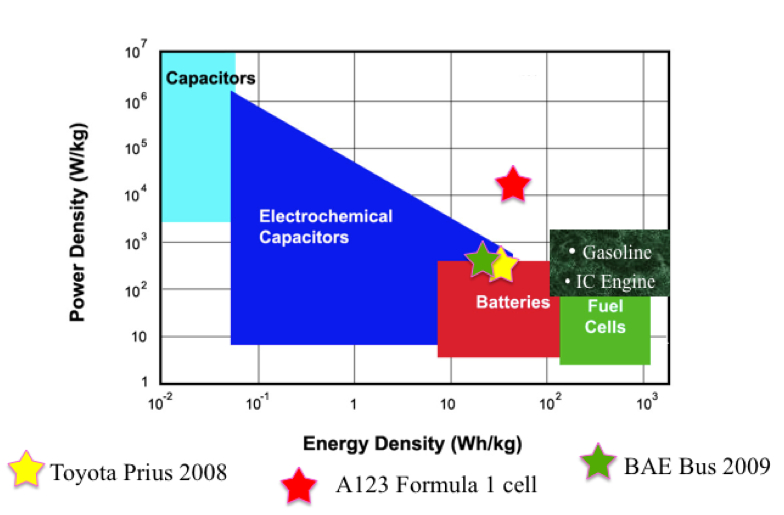 10⁷
Capacitors
10⁶
10⁵
10⁴
Electrochemical
Capacitors
10³
• Gasoline
• IC Engine
10²
Batteries
Fuel
Cells
10
1
Power Density (W/kg)
10⁻² 10⁻¹ 1 10 10² 10³
Energy Density (Wh/kg)
Toyota Prius 2008
A123 Formula 1 cell
BAE Bus 2009